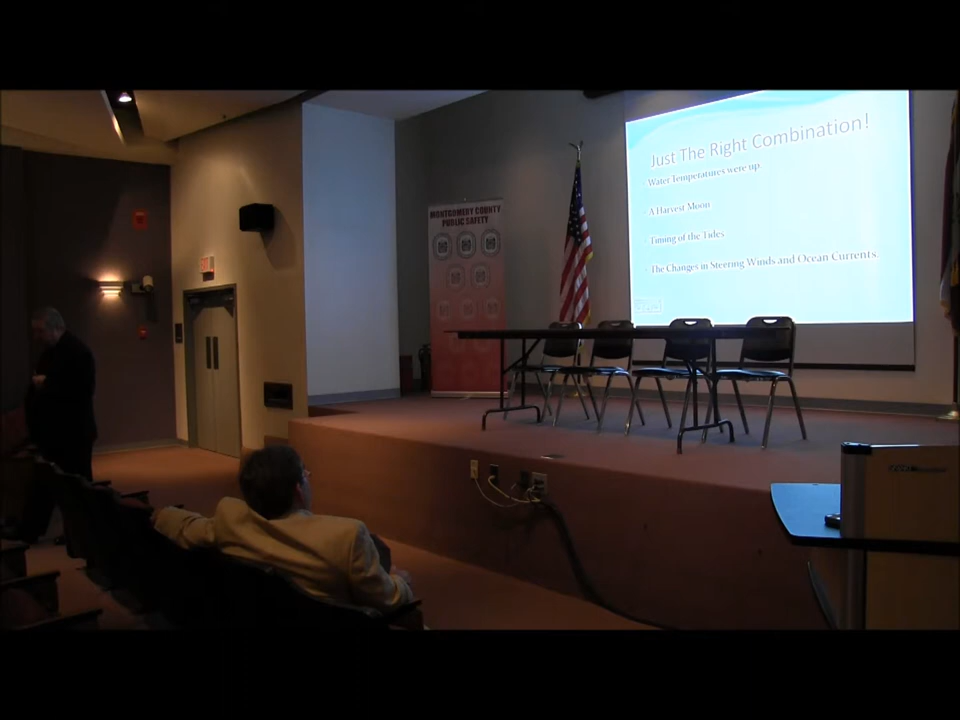 Just The Right Combination!
Water Temperatures were up.
A Harvest Moon
Timing of the Tides
The Changes in Steering Winds and Ocean Currents.
MONTGOMERY COUNTY
PUBLIC SAFETY
EXIT